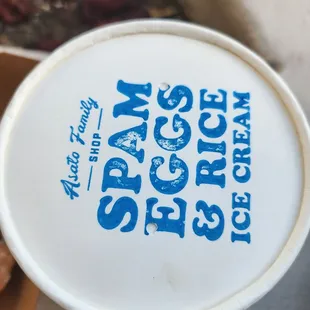 Asato Family
SHOP
SPAM
EGGS
& RICE
ICE CREAM